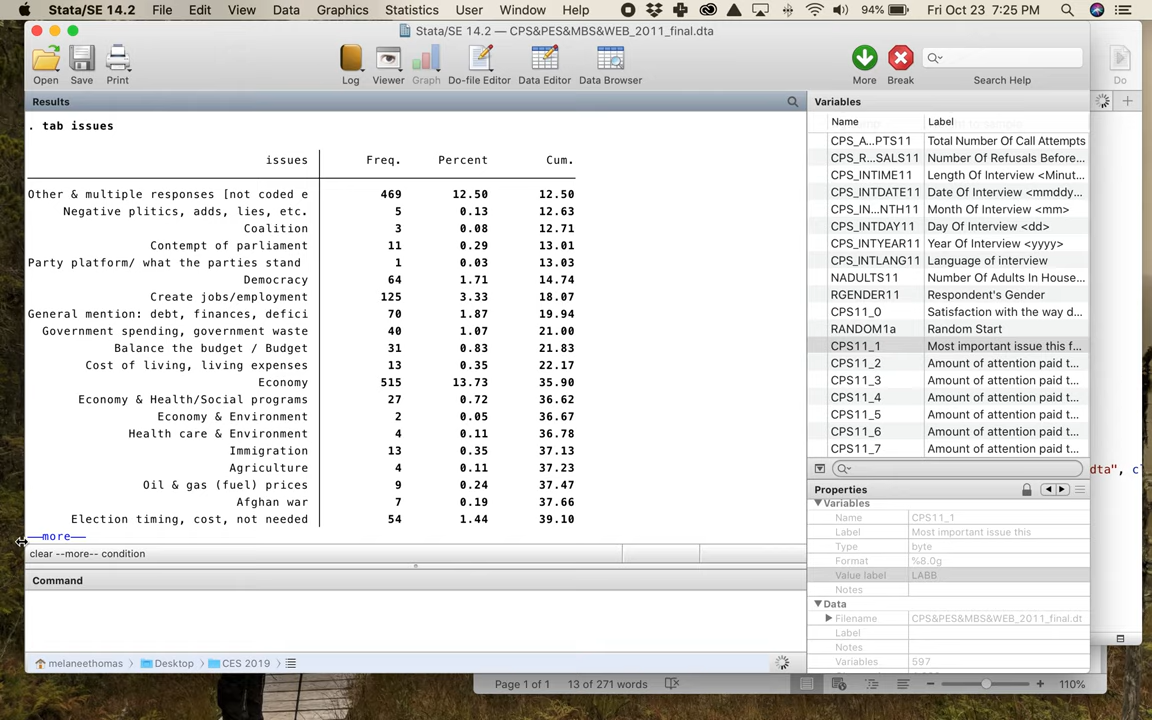 Stata/SE 14.2 File Edit View Data Graphics Statistics User Window Help 94% Fri Oct 23 7:25 PM
Stata/SE 14.2 — CPS&PES&MBS&WEB_2011_final.dta
Open Save Print Log Viewer Graph Do-file Editor Data Editor Data Browser More Break Search Help Do
Results
. tab issues
issues Freq. Percent Cum.
Other & multiple responses [not coded e 469 12.50 12.50
Negative plitics, adds, lies, etc. 5 0.13 12.63
Coalition 3 0.08 12.71
Contempt of parliament 11 0.29 13.01
Party platform/ what the parties stand 1 0.03 13.03
Democracy 64 1.71 14.74
Create jobs/employment 125 3.33 18.07
General mention: debt, finances, defici 70 1.87 19.94
Government spending, government waste 40 1.07 21.00
Balance the budget / Budget 31 0.83 21.83
Cost of living, living expenses 13 0.35 22.17
Economy 515 13.73 35.90
Economy & Health/Social programs 27 0.72 36.62
Economy & Environment 2 0.05 36.67
Health care & Environment 4 0.11 36.78
Immigration 13 0.35 37.13
Agriculture 4 0.11 37.23
Oil & gas (fuel) prices 9 0.24 37.47
Afghan war 7 0.19 37.66
Election timing, cost, not needed 54 1.44 39.10
—more—
clear --more-- condition
Command
melaneethomas Desktop CES 2019
Variables
Name Label
CPS_A...PTS11 Total Number Of Call Attempts
CPS_R...SALS11 Number Of Refusals Before...
CPS_INTIME11 Length Of Interview <Minut...
CPS_INTDATE11 Date Of Interview <mmddy...
CPS_IN...NTH11 Month Of Interview <mm>
CPS_INTDAY11 Day Of Interview <dd>
CPS_INTYEAR11 Year Of Interview <yyyy>
CPS_INTLANG11 Language of interview
NADULTS11 Number Of Adults In House...
RGENDER11 Respondent's Gender
CPS11_0 Satisfaction with the way d...
RANDOM1a Random Start
CPS11_1 Most important issue this f...
CPS11_2 Amount of attention paid t...
CPS11_3 Amount of attention paid t...
CPS11_4 Amount of attention paid t...
CPS11_5 Amount of attention paid t...
CPS11_6 Amount of attention paid t...
CPS11_7 Amount of attention paid t...
dta", c
Properties
Variables
Name CPS11_1
Label Most important issue this
Type byte
Format %8.0g
Value label LABB
Notes
Data
Filename CPS&PES&MBS&WEB_2011_final.dt
Label
Notes
Variables 597
Page 1 of 1 13 of 271 words 110%